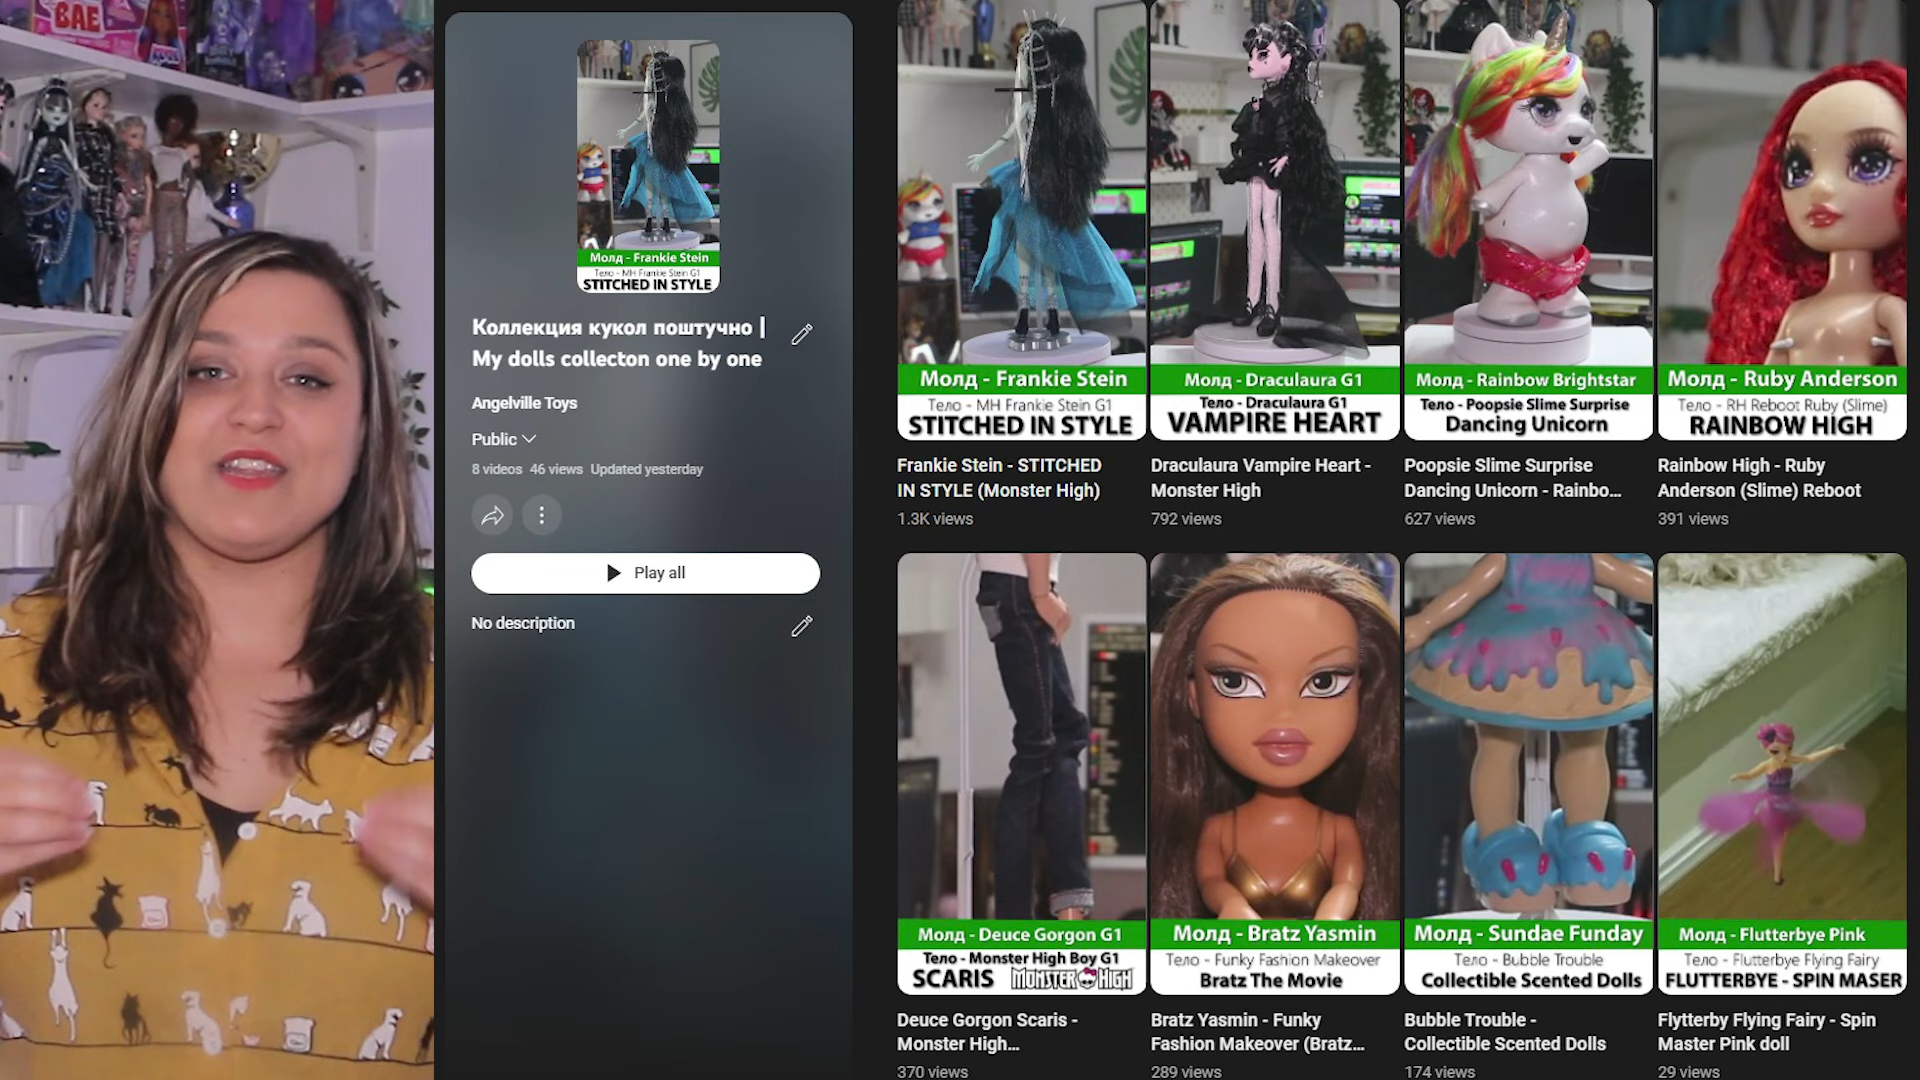 BAE
Молд - Frankie Stein
Тело - MH Frankie Stein G1
STITCHED IN STYLE
Коллекция кукол поштучно |
My dolls collecton one by one
Angelville Toys
Public
8 videos 46 views Updated yesterday
Play all
No description
Молд - Frankie Stein
Тело - MH Frankie Stein G1
STITCHED IN STYLE
Frankie Stein - STITCHED
IN STYLE (Monster High)
1.3K views
Молд - Draculaura G1
Тело - Draculaura G1
VAMPIRE HEART
Draculaura Vampire Heart -
Monster High
792 views
Молд - Rainbow Brightstar
Тело - Poopsie Slime Surprise
Dancing Unicorn
Poopsie Slime Surprise
Dancing Unicorn - Rainbo...
627 views
Молд - Ruby Anderson
Тело - RH Reboot Ruby (Slime)
RAINBOW HIGH
Rainbow High - Ruby
Anderson (Slime) Reboot
391 views
Молд - Deuce Gorgon G1
Тело - Monster High Boy G1
SCARIS MONSTER HIGH
Deuce Gorgon Scaris -
Monster High...
370 views
Молд - Bratz Yasmin
Тело - Funky Fashion Makeover
Bratz The Movie
Bratz Yasmin - Funky
Fashion Makeover (Bratz...
289 views
Молд - Sundae Funday
Тело - Bubble Trouble
Collectible Scented Dolls
Bubble Trouble -
Collectible Scented Dolls
174 views
Молд - Flutterbye Pink
Тело - Flutterbye Flying Fairy
FLUTTERBYE - SPIN MASER
Flytterby Flying Fairy - Spin
Master Pink doll
29 views